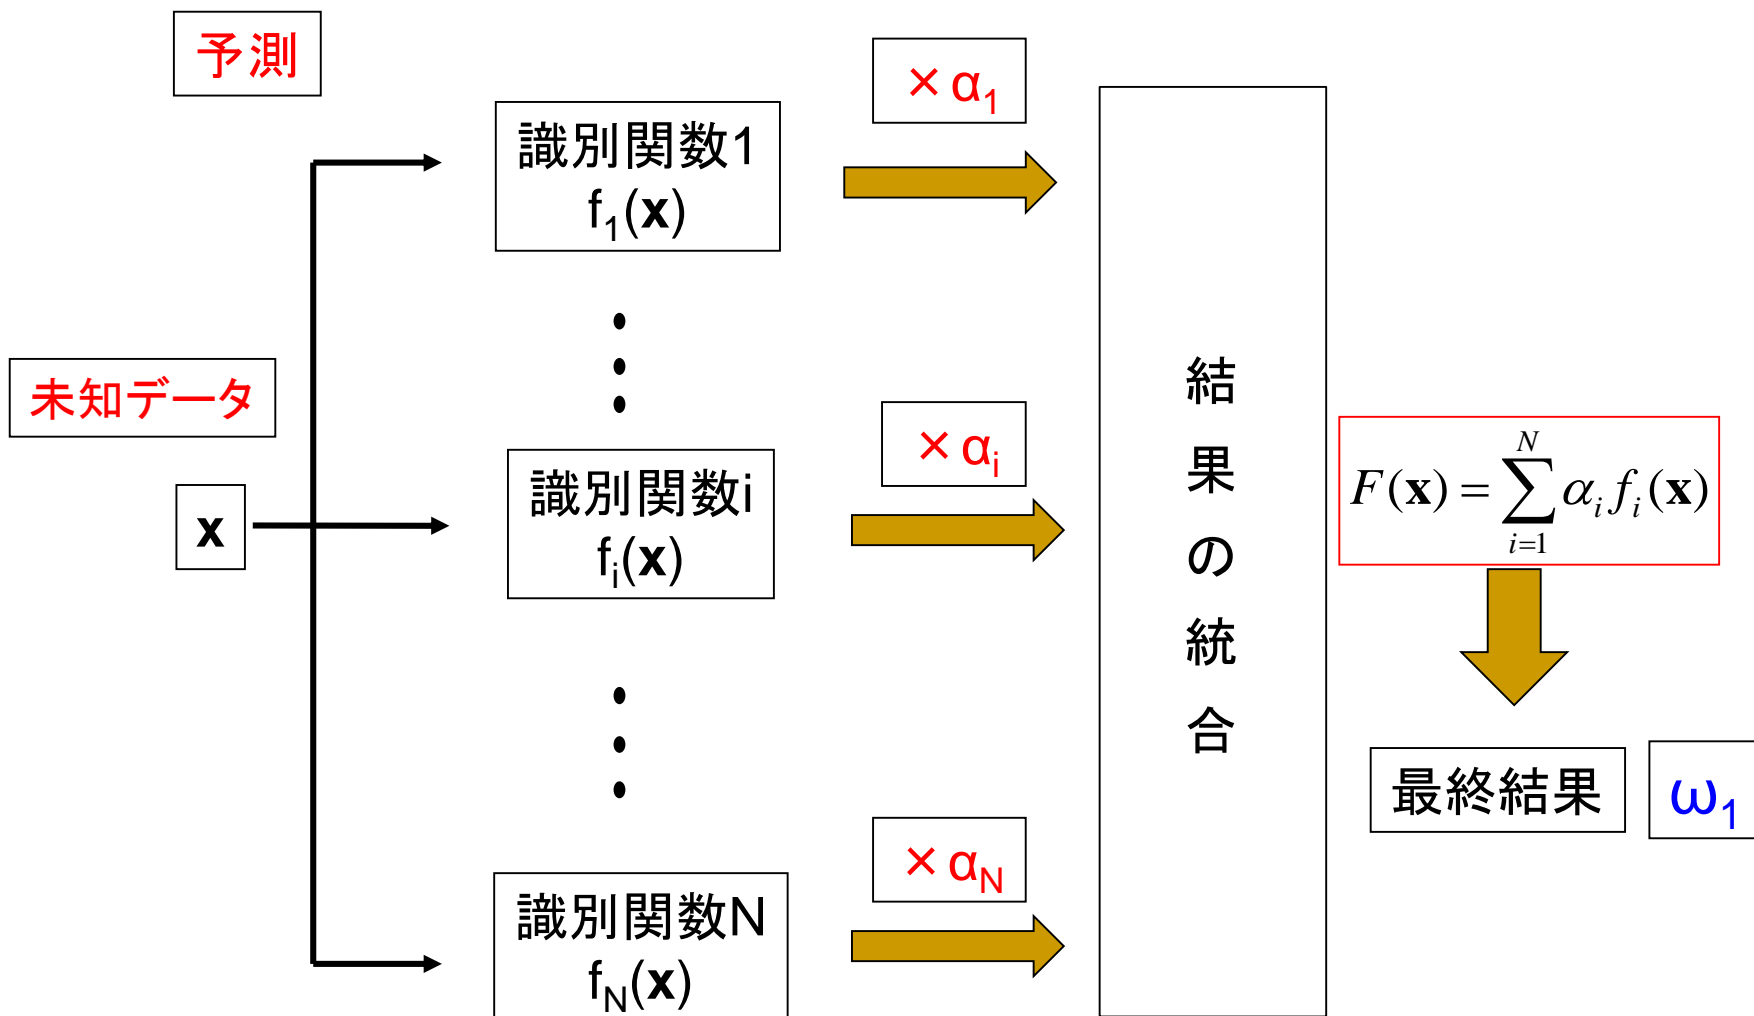 予測
× α1
識別関数1
f1(x)
未知データ
x
× αi
識別関数i
fi(x)
結果の統合
F(x) = ∑_{i=1}^{N} αi fi(x)
最終結果
ω1
× αN
識別関数N
fN(x)